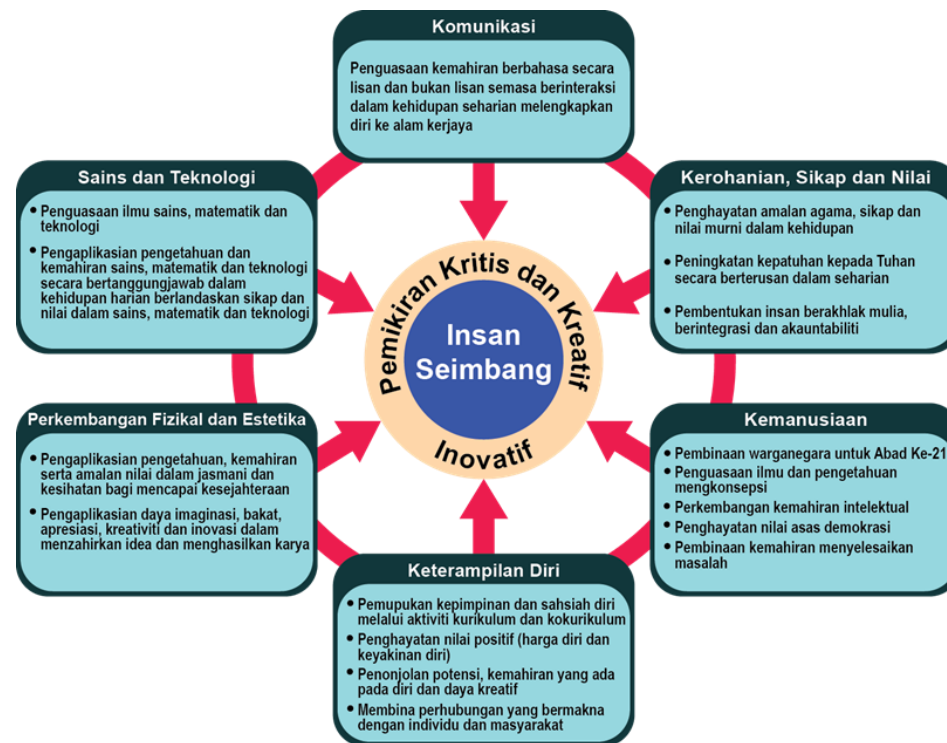 Komunikasi
Penguasaan kemahiran berbahasa secara
lisan dan bukan lisan semasa berinteraksi
dalam kehidupan seharian melengkapkan
diri ke alam kerjaya
Sains dan Teknologi
• Penguasaan ilmu sains, matematik dan
teknologi
• Pengaplikasian pengetahuan dan
kemahiran sains, matematik dan teknologi
secara bertanggungjawab dalam
kehidupan harian berlandaskan sikap dan
nilai dalam sains, matematik dan teknologi
Kerohanian, Sikap dan Nilai
• Penghayatan amalan agama, sikap dan
nilai murni dalam kehidupan
• Peningkatan kepatuhan kepada Tuhan
secara berterusan dalam seharian
• Pembentukan insan berakhlak mulia,
berintegrasi dan akauntabiliti
Pemikiran Kritis dan Kreatif
Insan
Seimbang
Inovatif
Perkembangan Fizikal dan Estetika
• Pengaplikasian pengetahuan, kemahiran
serta amalan nilai dalam jasmani dan
kesihatan bagi mencapai kesejahteraan
• Pengaplikasian daya imaginasi, bakat,
apresiasi, kreativiti dan inovasi dalam
menzahirkan idea dan menghasilkan karya
Kemanusiaan
• Pembinaan warganegara untuk Abad Ke-21
• Penguasaan ilmu dan pengetahuan
mengkonsepsi
• Perkembangan kemahiran intelektual
• Penghayatan nilai asas demokrasi
• Pembinaan kemahiran menyelesaikan
masalah
Keterampilan Diri
• Pemupukan kepimpinan dan sahsiah diri
melalui aktiviti kurikulum dan kokurikulum
• Penghayatan nilai positif (harga diri dan
keyakinan diri)
• Penonjolan potensi, kemahiran yang ada
pada diri dan daya kreatif
• Membina perhubungan yang bermakna
dengan individu dan masyarakat